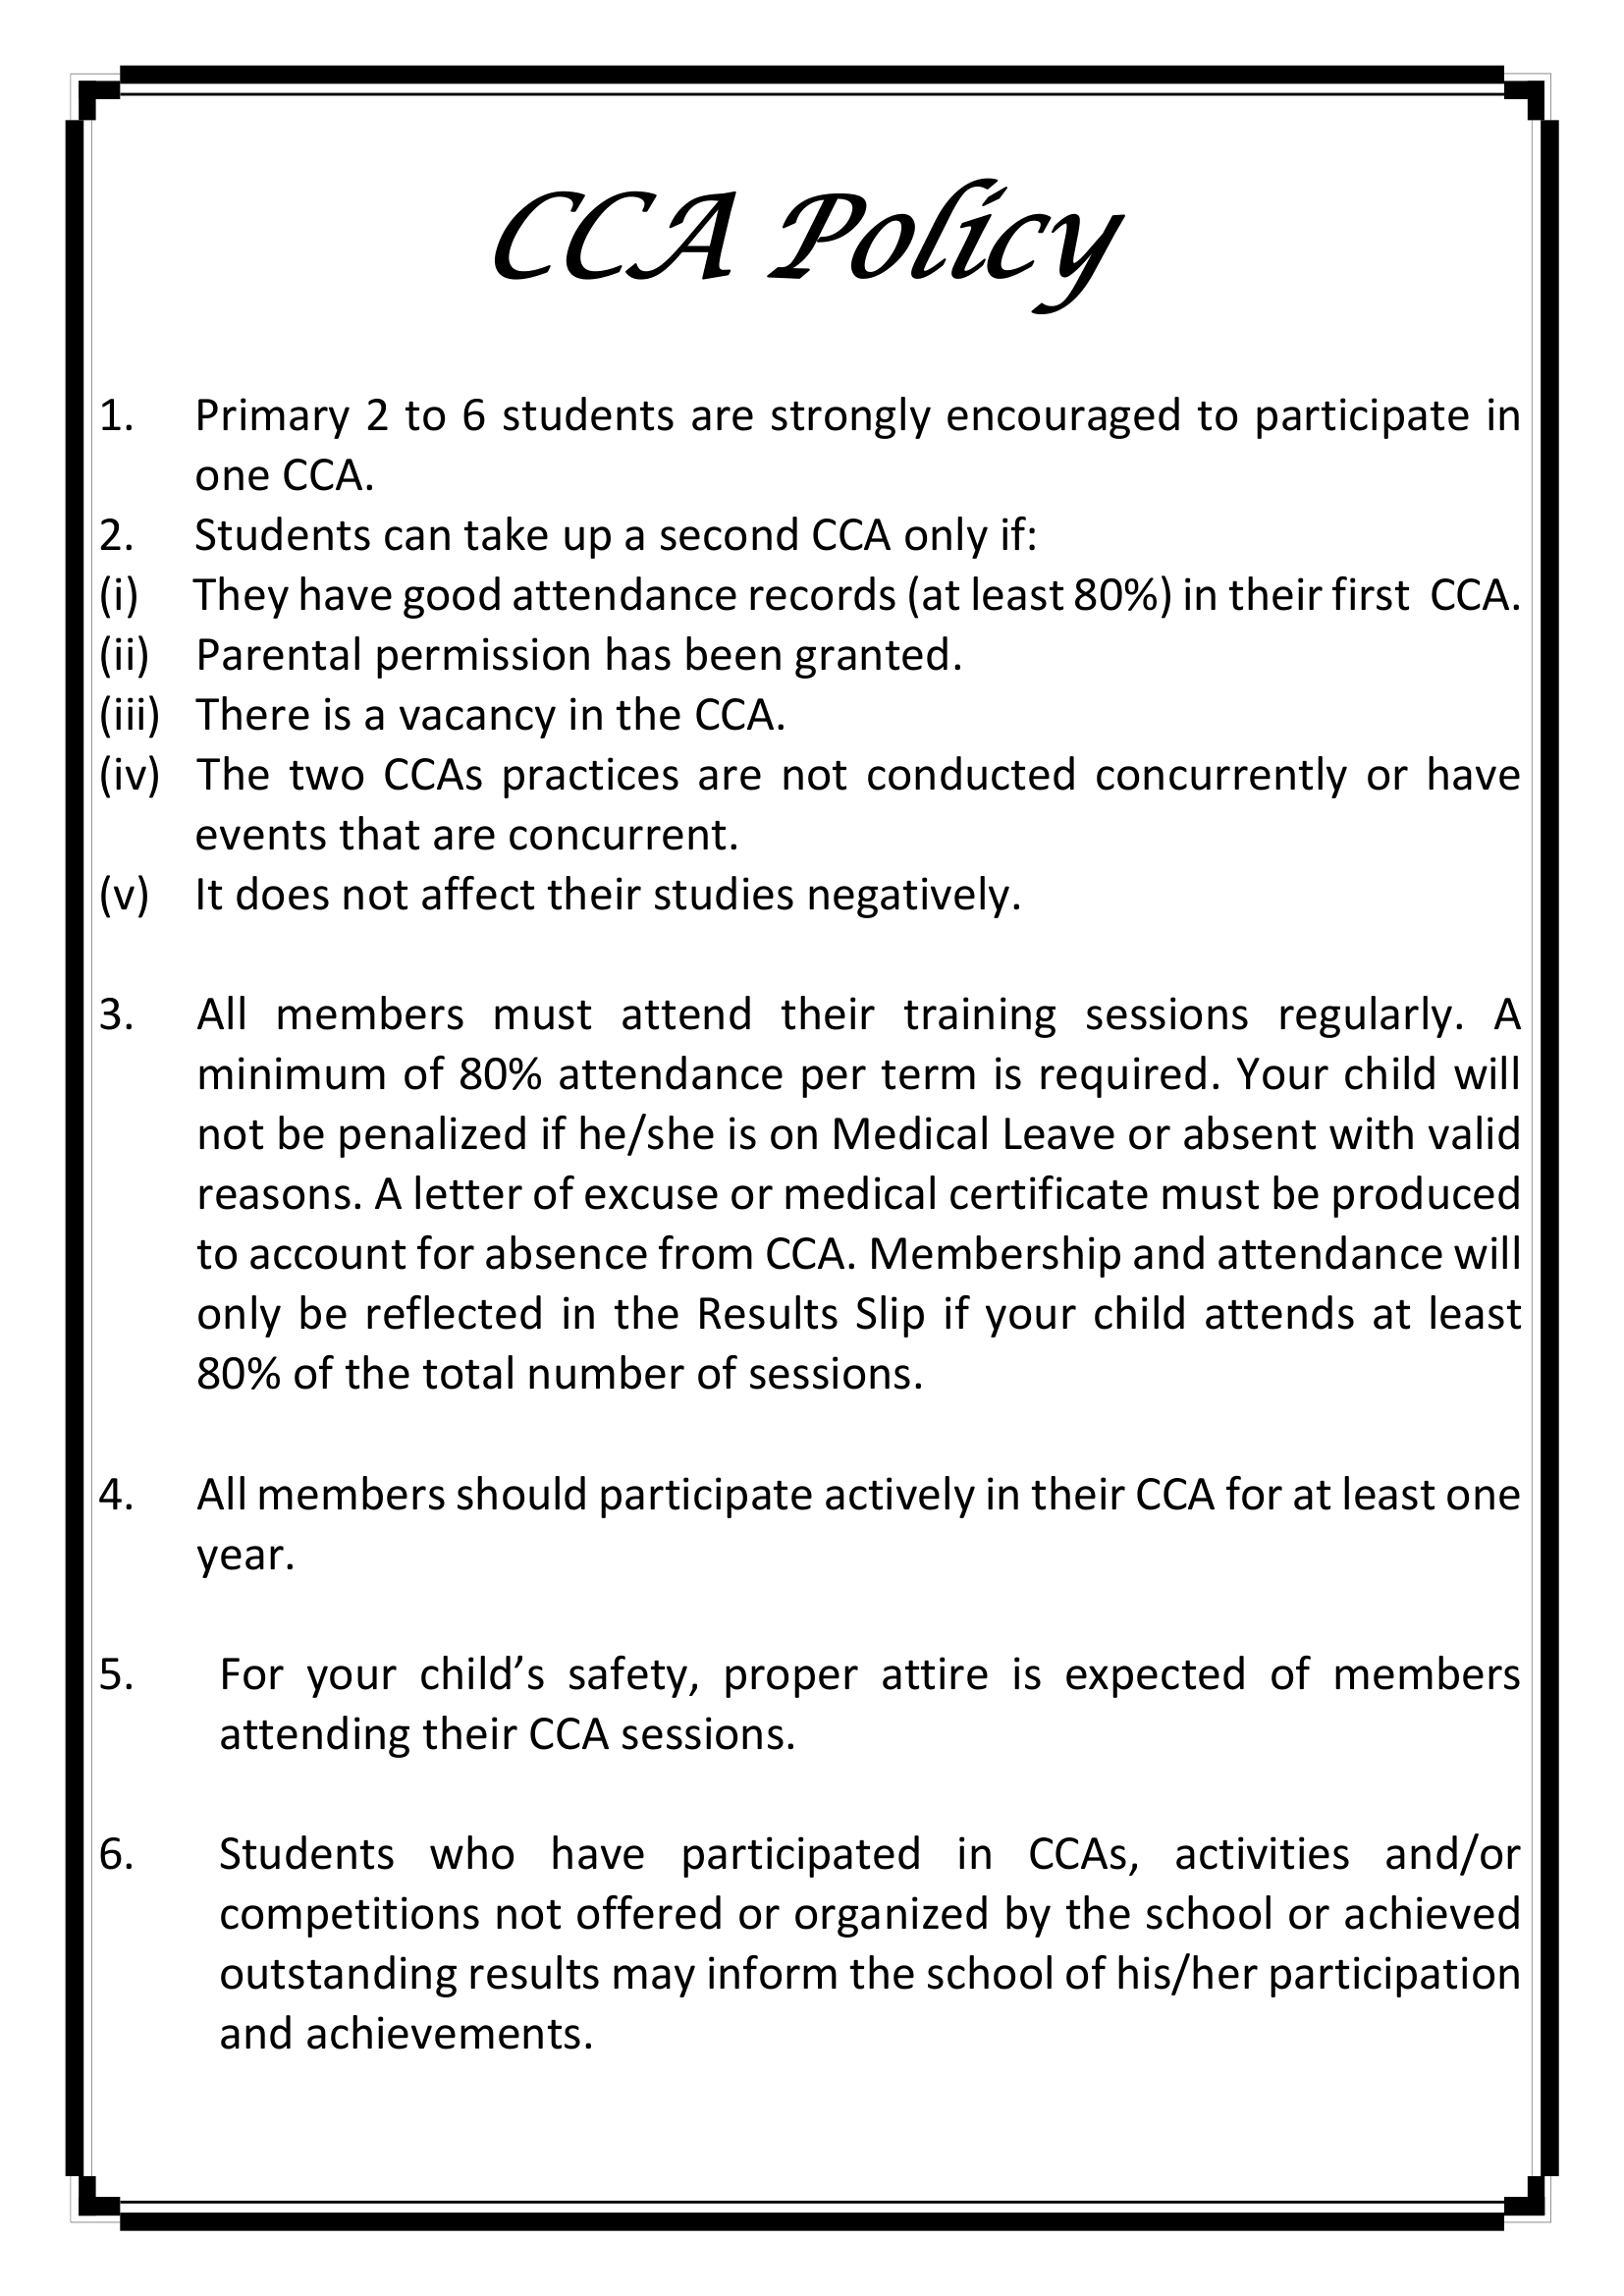 CCA Policy
1. Primary 2 to 6 students are strongly encouraged to participate in
one CCA.
2. Students can take up a second CCA only if:
(i) They have good attendance records (at least 80%) in their first CCA.
(ii) Parental permission has been granted.
(iii) There is a vacancy in the CCA.
(iv) The two CCAs practices are not conducted concurrently or have
events that are concurrent.
(v) It does not affect their studies negatively.
3. All members must attend their training sessions regularly. A
minimum of 80% attendance per term is required. Your child will
not be penalized if he/she is on Medical Leave or absent with valid
reasons. A letter of excuse or medical certificate must be produced
to account for absence from CCA. Membership and attendance will
only be reflected in the Results Slip if your child attends at least
80% of the total number of sessions.
4. All members should participate actively in their CCA for at least one
year.
5. For your child’s safety, proper attire is expected of members
attending their CCA sessions.
6. Students who have participated in CCAs, activities and/or
competitions not offered or organized by the school or achieved
outstanding results may inform the school of his/her participation
and achievements.